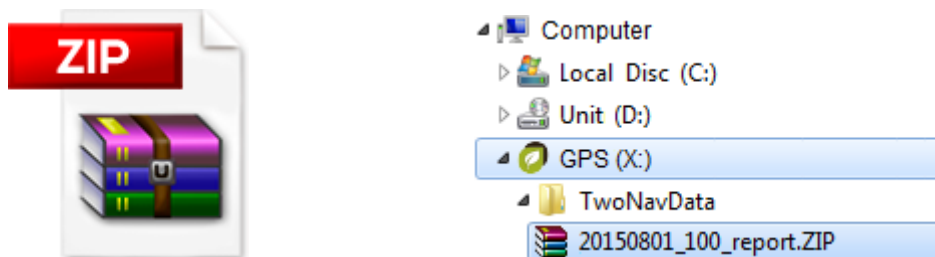 ZIP
Computer
Local Disc (C:)
Unit (D:)
GPS (X:)
TwoNavData
20150801_100_report.ZIP